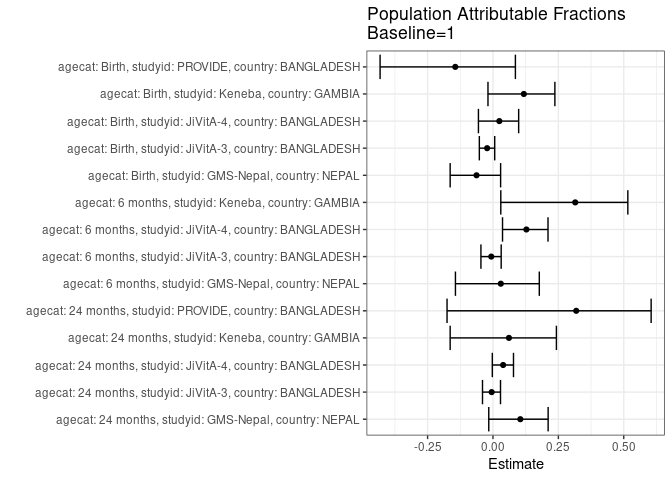 Population Attributable Fractions
Baseline=1
agecat: Birth, studyid: PROVIDE, country: BANGLADESH
agecat: Birth, studyid: Keneba, country: GAMBIA
agecat: Birth, studyid: JiVitA-4, country: BANGLADESH
agecat: Birth, studyid: JiVitA-3, country: BANGLADESH
agecat: Birth, studyid: GMS-Nepal, country: NEPAL
agecat: 6 months, studyid: Keneba, country: GAMBIA
agecat: 6 months, studyid: JiVitA-4, country: BANGLADESH
agecat: 6 months, studyid: JiVitA-3, country: BANGLADESH
agecat: 6 months, studyid: GMS-Nepal, country: NEPAL
agecat: 24 months, studyid: PROVIDE, country: BANGLADESH
agecat: 24 months, studyid: Keneba, country: GAMBIA
agecat: 24 months, studyid: JiVitA-4, country: BANGLADESH
agecat: 24 months, studyid: JiVitA-3, country: BANGLADESH
agecat: 24 months, studyid: GMS-Nepal, country: NEPAL
-0.25 0.00 0.25 0.50
Estimate